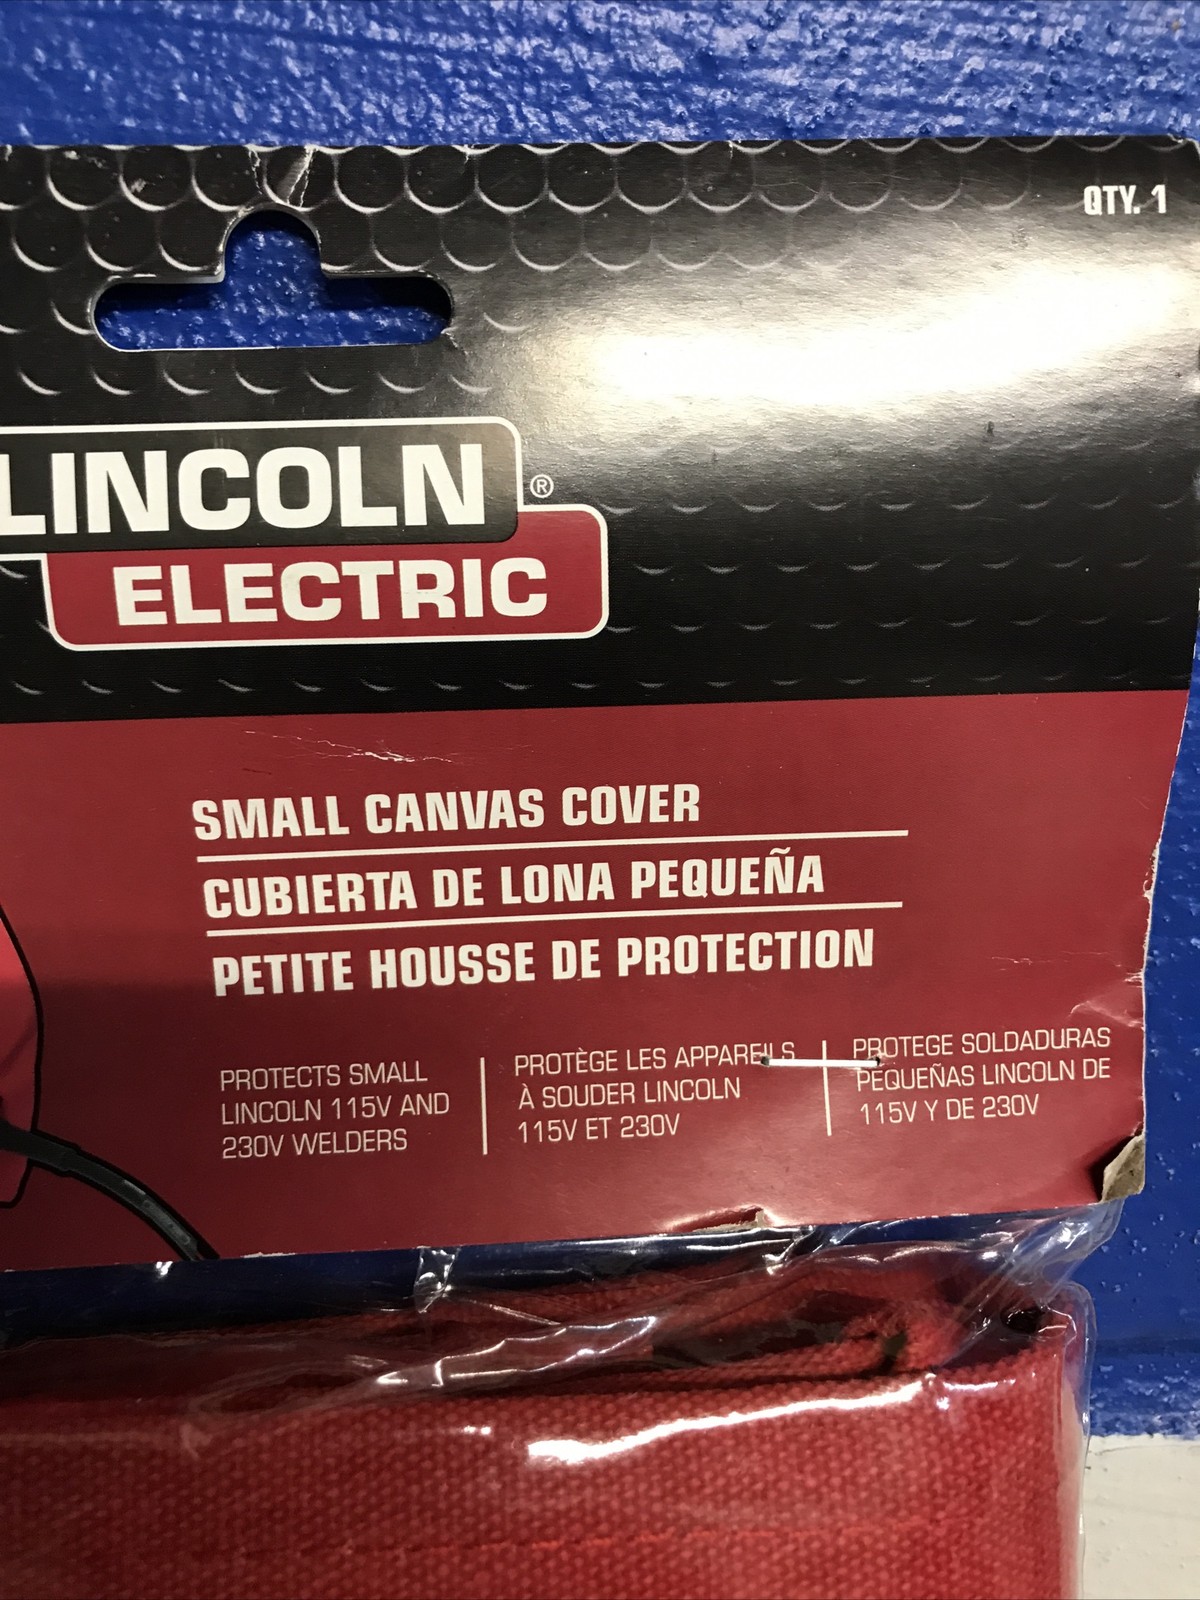 QTY. 1
LINCOLN ®
ELECTRIC
SMALL CANVAS COVER
CUBIERTA DE LONA PEQUEÑA
PETITE HOUSSE DE PROTECTION
PROTECTS SMALL
LINCOLN 115V AND
230V WELDERS
PROTÈGE LES APPAREILS
À SOUDER LINCOLN
115V ET 230V
PROTEGE SOLDADURAS
PEQUEÑAS LINCOLN DE
115V Y DE 230V